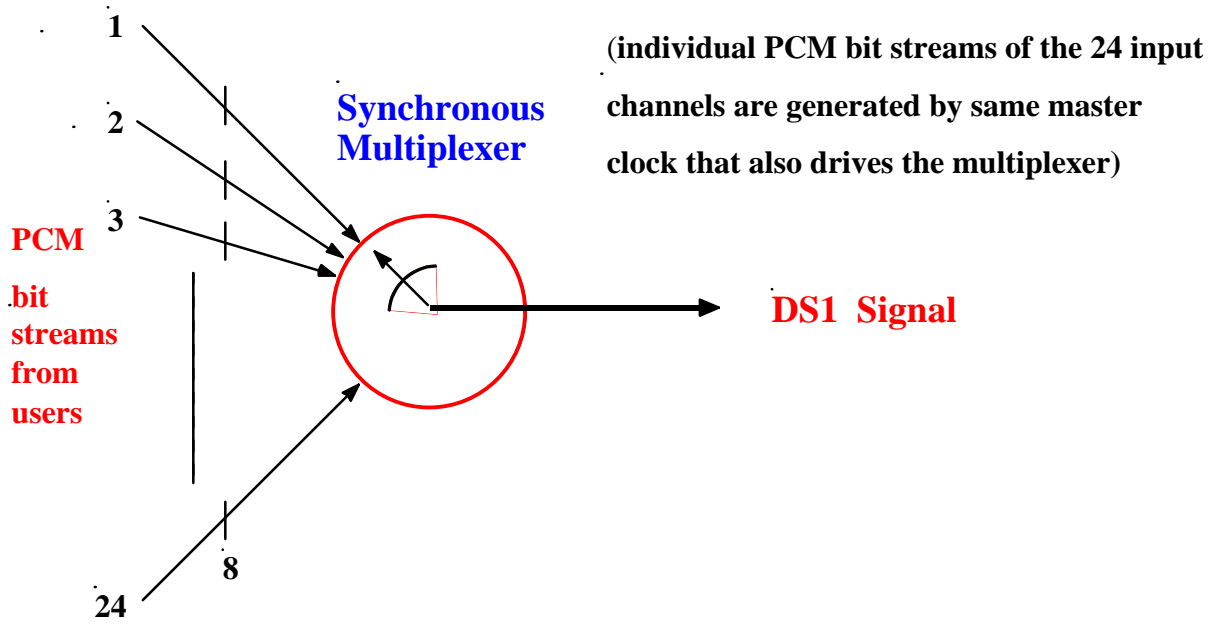 1
(individual PCM bit streams of the 24 input
channels are generated by same master
clock that also drives the multiplexer)
Synchronous
Multiplexer
2
3
PCM
bit
streams
from
users
DS1 Signal
8
24